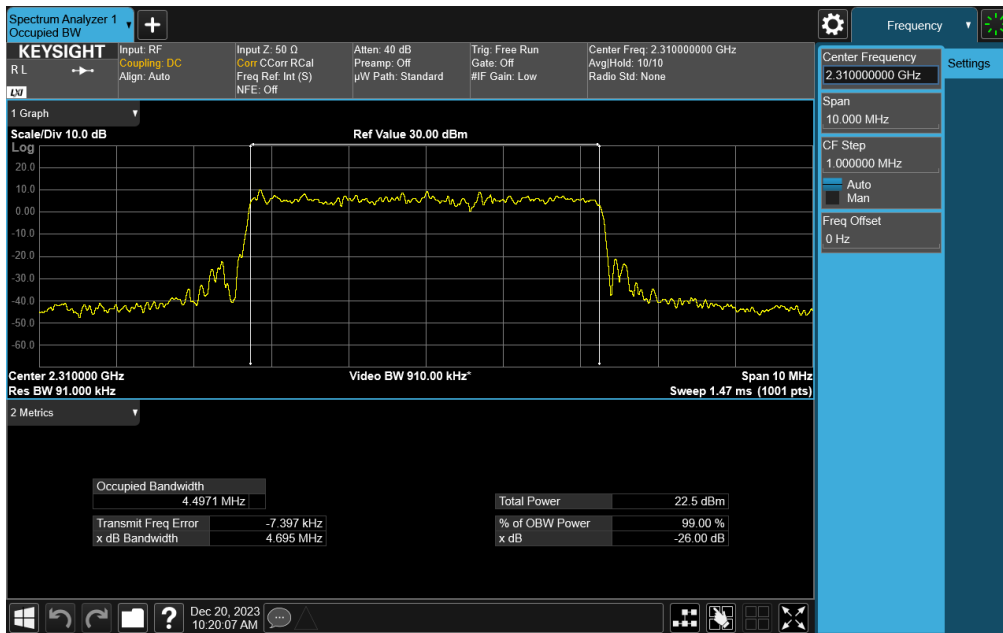 Spectrum Analyzer 1
Occupied BW
Frequency
KEYSIGHT
Input: RF
Coupling: DC
Align: Auto
Input Z: 50 Ω
Corr CCorr RCal
Freq Ref: Int (S)
NFE: Off
Atten: 40 dB
Preamp: Off
µW Path: Standard
Trig: Free Run
Gate: Off
#IF Gain: Low
Center Freq: 2.310000000 GHz
Avg|Hold: 10/10
Radio Std: None
R L
LXI
Center Frequency
2.310000000 GHz
Settings
Span
10.000 MHz
CF Step
1.000000 MHz
Auto
Man
Freq Offset
0 Hz
1 Graph
Scale/Div 10.0 dB
Ref Value 30.00 dBm
Log
20.0
10.0
0.00
-10.0
-20.0
-30.0
-40.0
-50.0
-60.0
Center 2.310000 GHz
Video BW 910.00 kHz*
Span 10 MHz
Res BW 91.000 kHz
Sweep 1.47 ms (1001 pts)
2 Metrics
Occupied Bandwidth
4.4971 MHz
Total Power 22.5 dBm
Transmit Freq Error -7.397 kHz
% of OBW Power 99.00 %
x dB Bandwidth 4.695 MHz
x dB -26.00 dB
?
Dec 20, 2023
10:20:07 AM